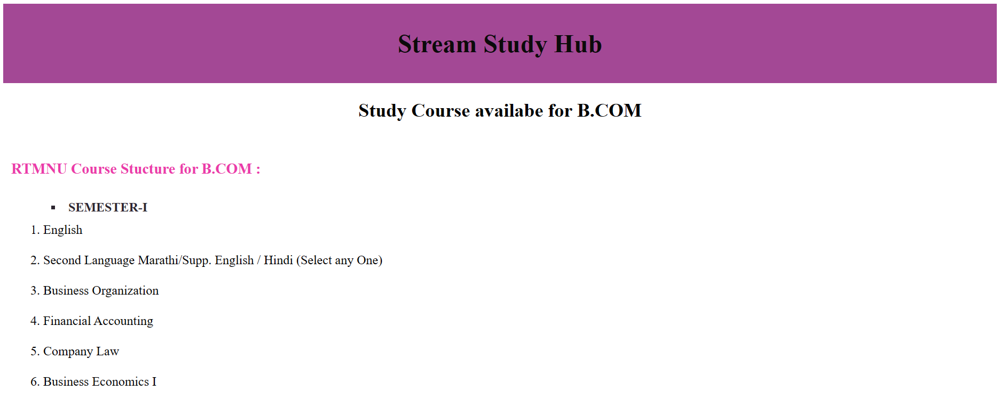 Stream Study Hub
Study Course availabe for B.COM
RTMNU Course Stucture for B.COM :
▪ SEMESTER-I
1. English
2. Second Language Marathi/Supp. English / Hindi (Select any One)
3. Business Organization
4. Financial Accounting
5. Company Law
6. Business Economics I